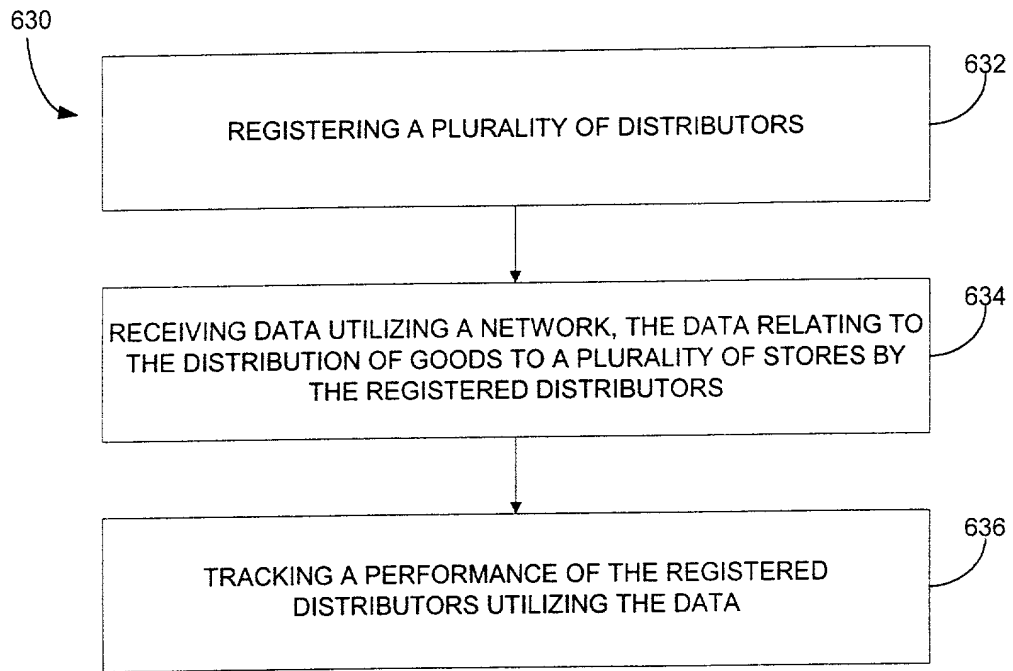 630
632
REGISTERING A PLURALITY OF DISTRIBUTORS
634
RECEIVING DATA UTILIZING A NETWORK, THE DATA RELATING TO
THE DISTRIBUTION OF GOODS TO A PLURALITY OF STORES BY
THE REGISTERED DISTRIBUTORS
636
TRACKING A PERFORMANCE OF THE REGISTERED
DISTRIBUTORS UTILIZING THE DATA